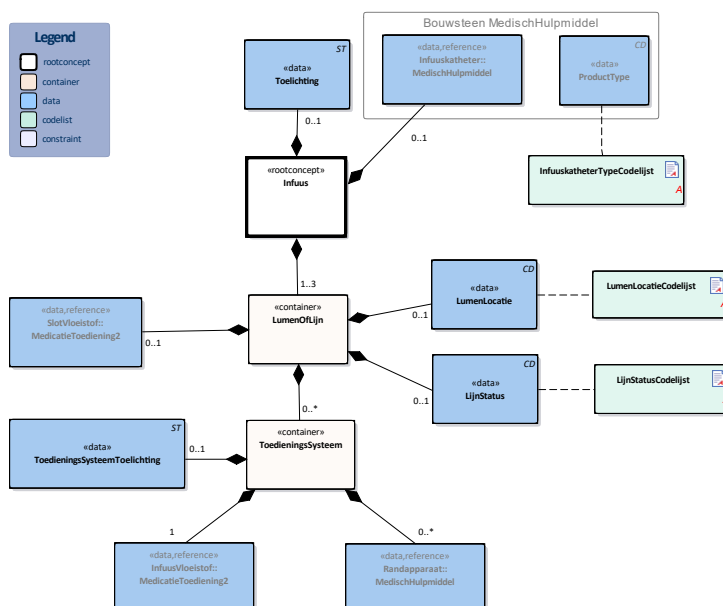 Legend
rootconcept
container
data
codelist
constraint
Bouwsteen MedischHulpmiddel
ST
«data»
Toelichting
«data,reference»
Infuuskatheter::
MedischHulpmiddel
CD
«data»
ProductType
0..1
0..1
«rootconcept»
Infuus
InfuuskatheterTypeCodelijst
A
1..3
«data,reference»
SlotVloeistof::
MedicatieToediening2
0..1
«container»
LumenOfLijn
CD
«data»
LumenLocatie
0..1
LumenLocatieCodelijst
CD
«data»
LijnStatus
0..1
LijnStatusCodelijst
0..*
ST
«data»
ToedieningsSysteemToelichting
0..1
«container»
ToedieningsSysteem
1
0..*
«data,reference»
InfuusVloeistof::
MedicatieToediening2
«data,reference»
Randapparaat::
MedischHulpmiddel